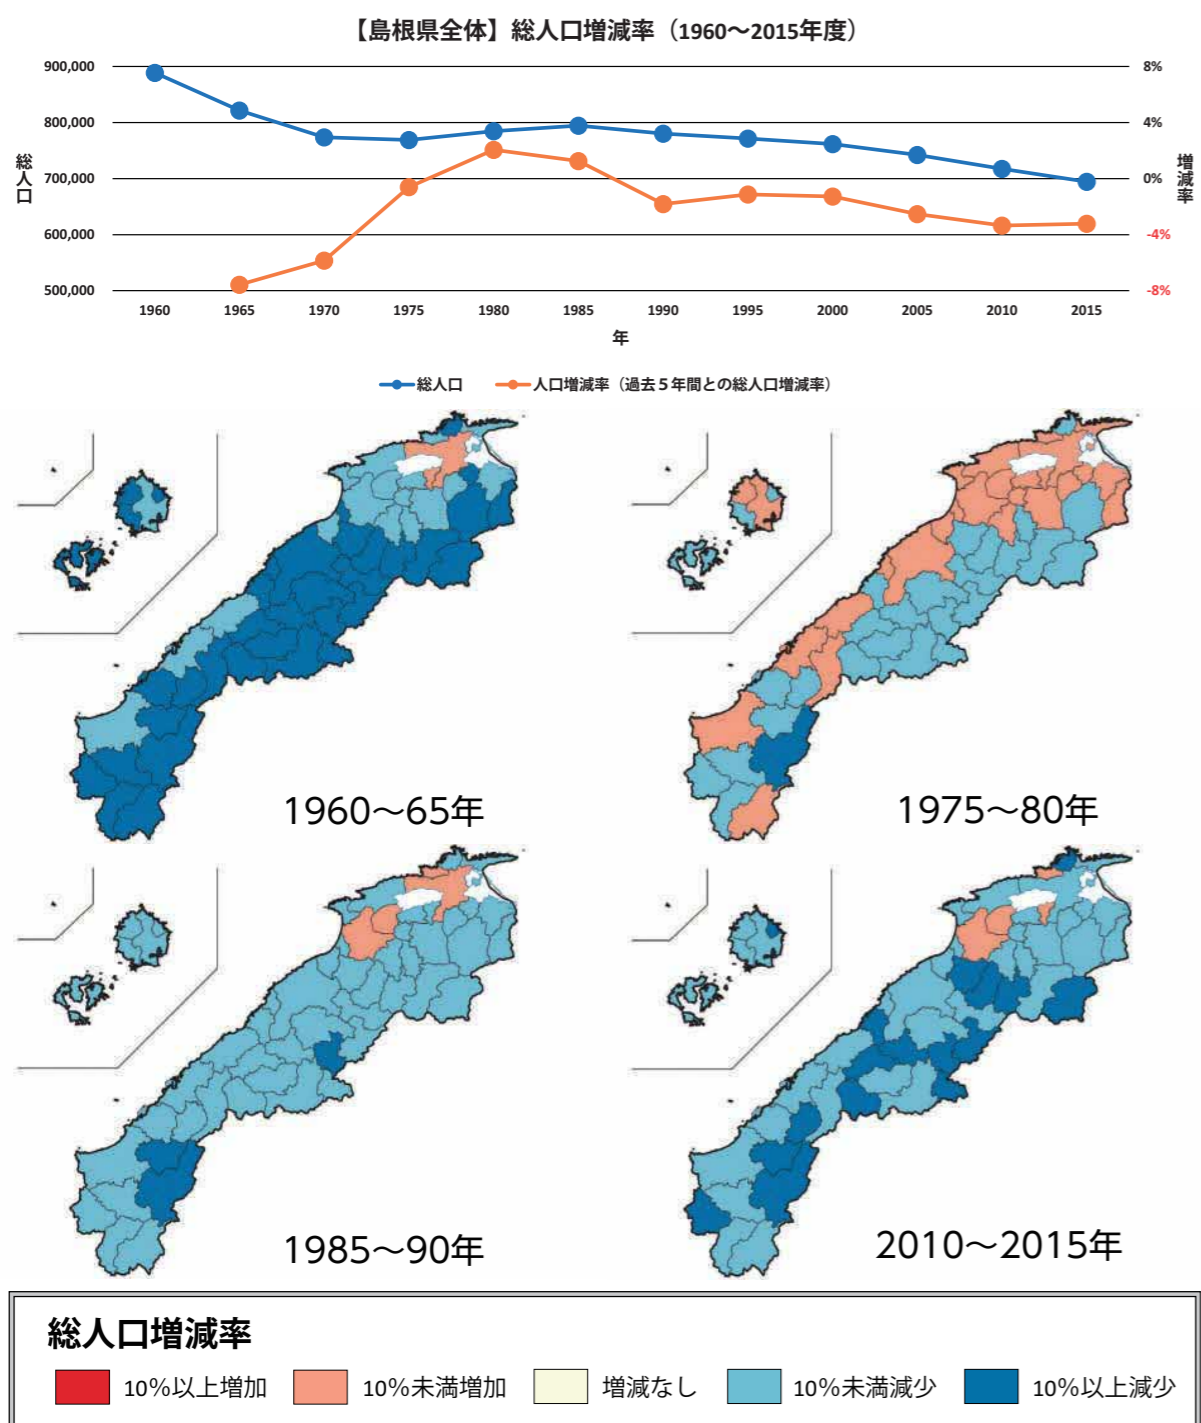 【島根県全体】総人口増減率（1960～2015年度）
900,000
800,000
700,000
600,000
500,000
総人口
8%
4%
0%
-4%
-8%
増減率
1960 1965 1970 1975 1980 1985 1990 1995 2000 2005 2010 2015
年
総人口 人口増減率（過去５年間との総人口増減率）
1960～65年
1975～80年
1985～90年
2010～2015年
総人口増減率
10%以上増加 10%未満増加 増減なし 10%未満減少 10%以上減少